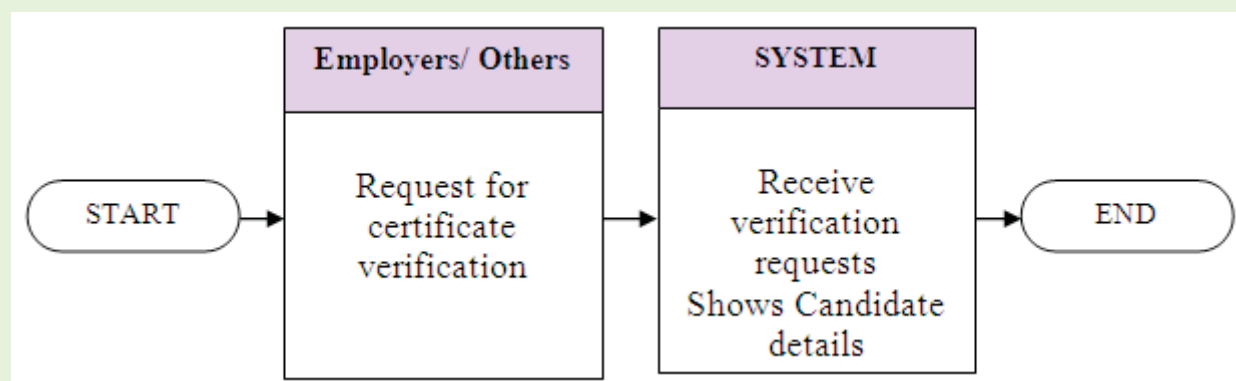 START
Employers/ Others
Request for
certificate
verification
SYSTEM
Receive
verification
requests
Shows Candidate
details
END